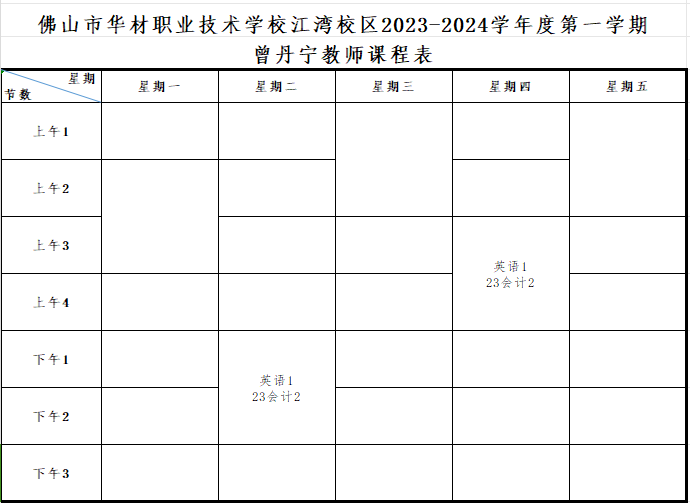 佛山市华材职业技术学校江湾校区2023-2024学年度第一学期
曾丹宁教师课程表
星期
节数
星期一
星期二
星期三
星期四
星期五
上午1
上午2
上午3
英语1
23会计2
上午4
下午1
英语1
23会计2
下午2
下午3